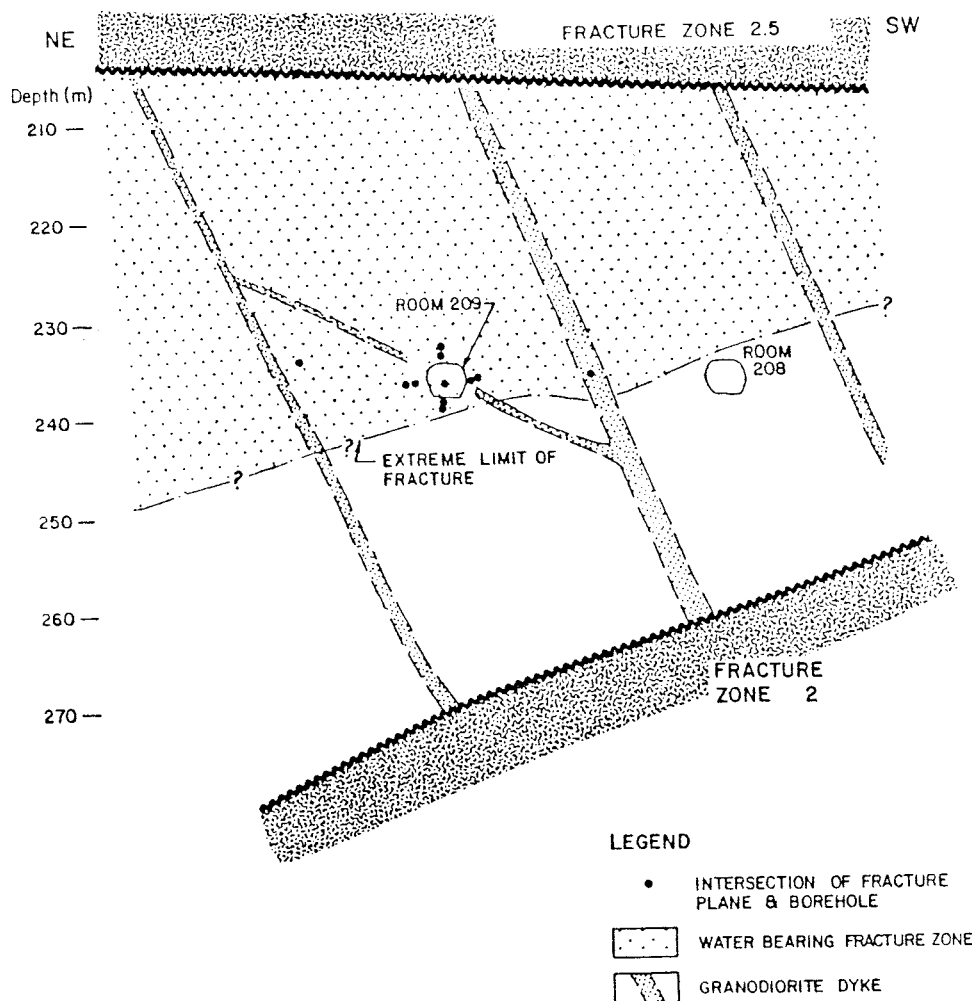 NE
FRACTURE ZONE 2.5
SW
Depth (m)
210
220
230
240
250
260
270
ROOM 209
ROOM
208
?
?
?
EXTREME LIMIT OF
FRACTURE
FRACTURE
ZONE 2
LEGEND
INTERSECTION OF FRACTURE
PLANE & BOREHOLE
WATER BEARING FRACTURE ZONE
GRANODIORITE DYKE